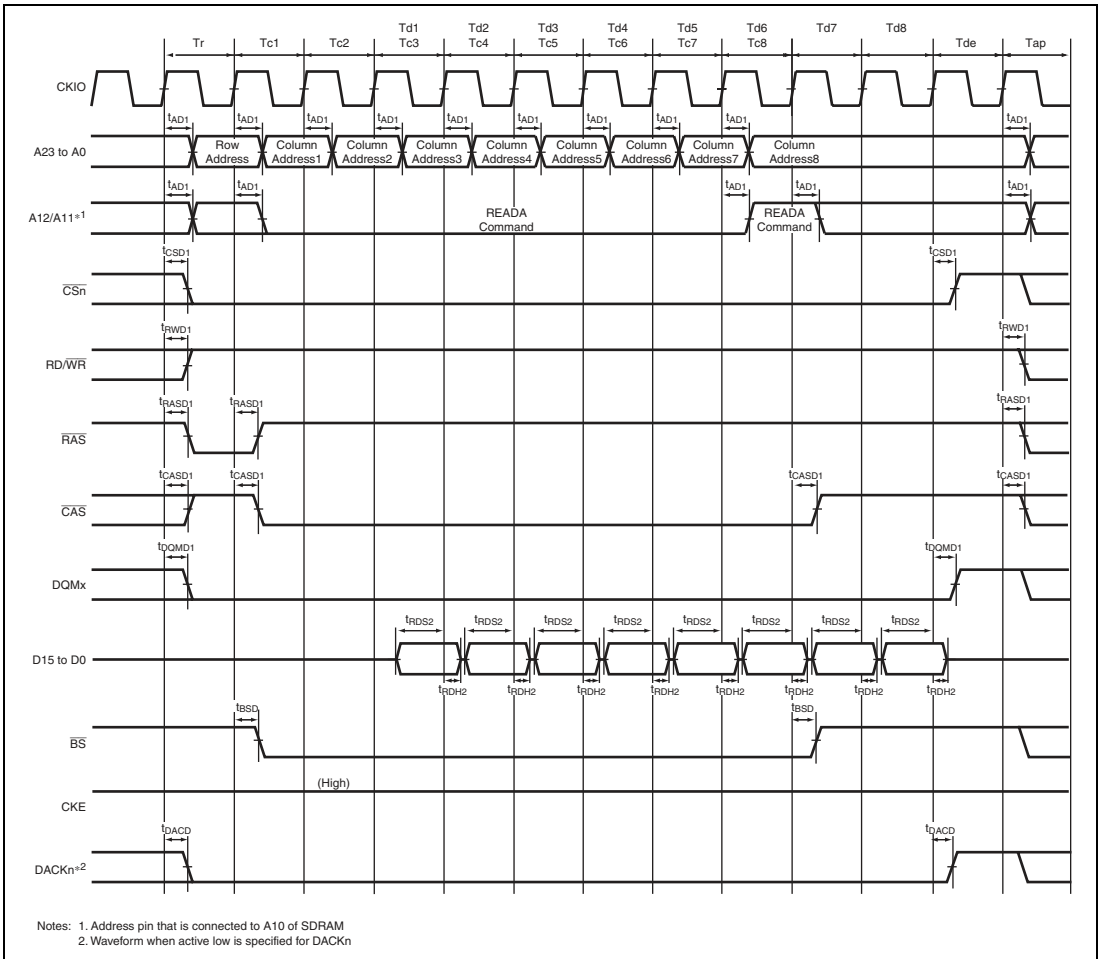 Td1 Td2 Td3 Td4 Td5 Td6
Tr Tc1 Tc2 Tc3 Tc4 Tc5 Tc6 Tc7 Tc8 Td7 Td8 Tde Tap
CKIO
tAD1 tAD1 tAD1 tAD1 tAD1 tAD1 tAD1 tAD1 tAD1 tAD1
A23 to A0
Row Column Column Column Column Column Column Column Column
Address Address1 Address2 Address3 Address4 Address5 Address6 Address7 Address8
tAD1 tAD1 tAD1 tAD1 tAD1
A12/A11*1
READA READA
Command Command
tCSD1 tCSD1
CSn
tRWD1 tRWD1
RD/WR
tRASD1 tRASD1 tRASD1
RAS
tCASD1 tCASD1 tCASD1 tCASD1
CAS
tDQMD1 tDQMD1
DQMx
tRDS2 tRDS2 tRDS2 tRDS2 tRDS2 tRDS2 tRDS2 tRDS2
D15 to D0
tRDH2 tRDH2 tRDH2 tRDH2 tRDH2 tRDH2 tRDH2 tRDH2
tBSD tBSD
BS
(High)
CKE
tDACD tDACD
DACKn*2
Notes: 1. Address pin that is connected to A10 of SDRAM
2. Waveform when active low is specified for DACKn